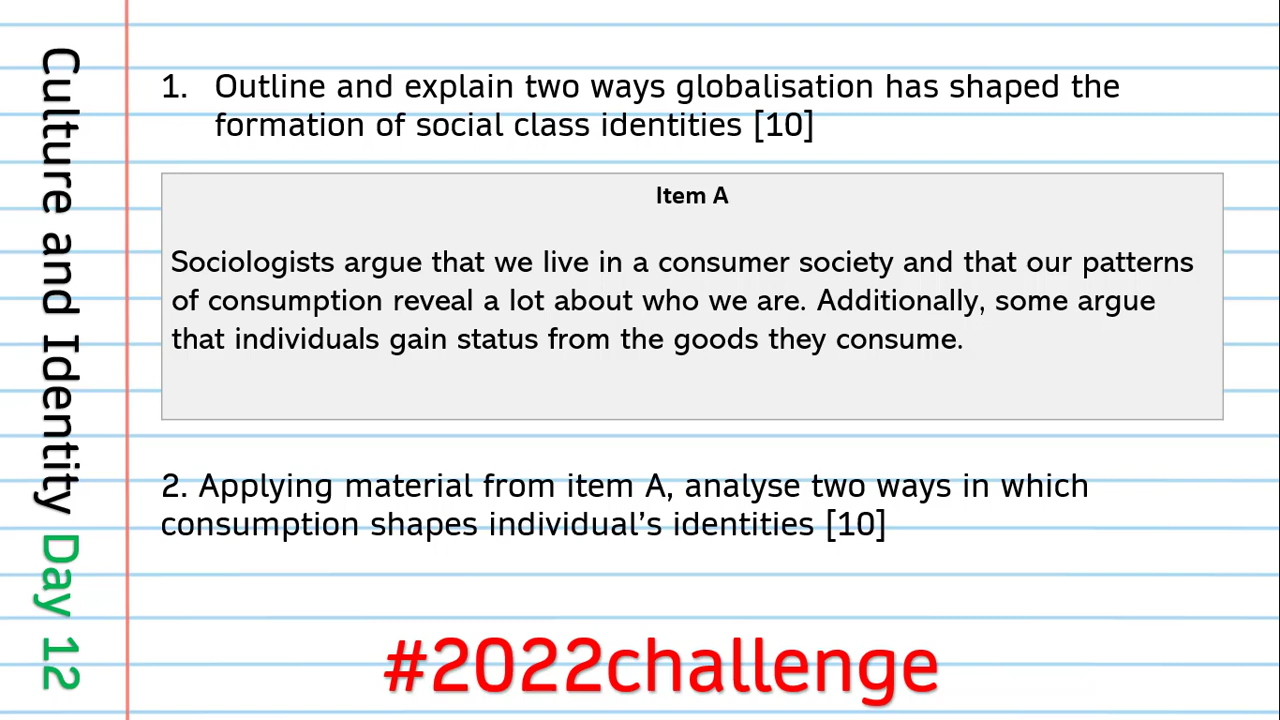 Culture and Identity Day 12
1. Outline and explain two ways globalisation has shaped the
formation of social class identities [10]
Item A
Sociologists argue that we live in a consumer society and that our patterns
of consumption reveal a lot about who we are. Additionally, some argue
that individuals gain status from the goods they consume.
2. Applying material from item A, analyse two ways in which
consumption shapes individual's identities [10]
#2022challenge